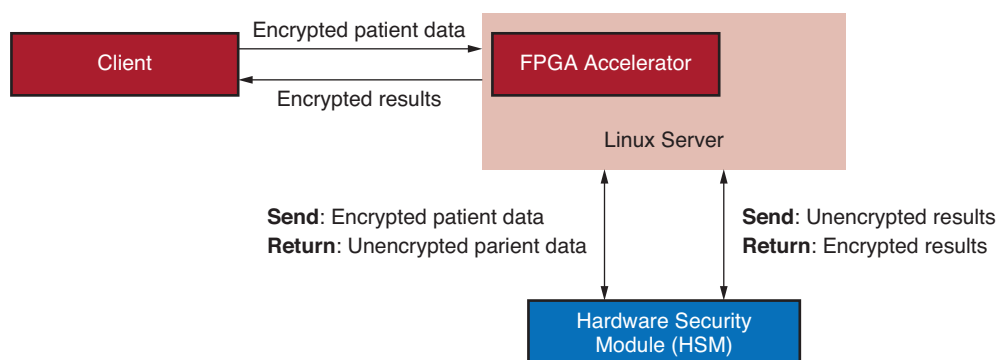 Encrypted patient data
Client
FPGA Accelerator
Encrypted results
Linux Server
Send: Encrypted patient data
Return: Unencrypted parient data
Send: Unencrypted results
Return: Encrypted results
Hardware Security
Module (HSM)